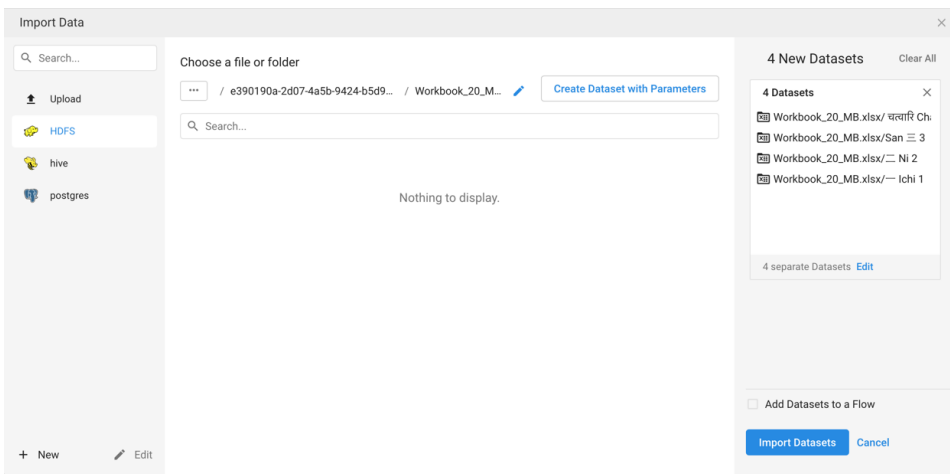 Import Data
Search...
Upload
HDFS
hive
postgres
+ New
Edit
Choose a file or folder
... / e390190a-2d07-4a5b-9424-b5d9... / Workbook_20_M...
Create Dataset with Parameters
Search...
Nothing to display.
4 New Datasets
Clear All
4 Datasets
Workbook_20_MB.xlsx/ चत्वारि Cha
Workbook_20_MB.xlsx/San 三 3
Workbook_20_MB.xlsx/二 Ni 2
Workbook_20_MB.xlsx/一 Ichi 1
4 separate Datasets Edit
Add Datasets to a Flow
Import Datasets
Cancel